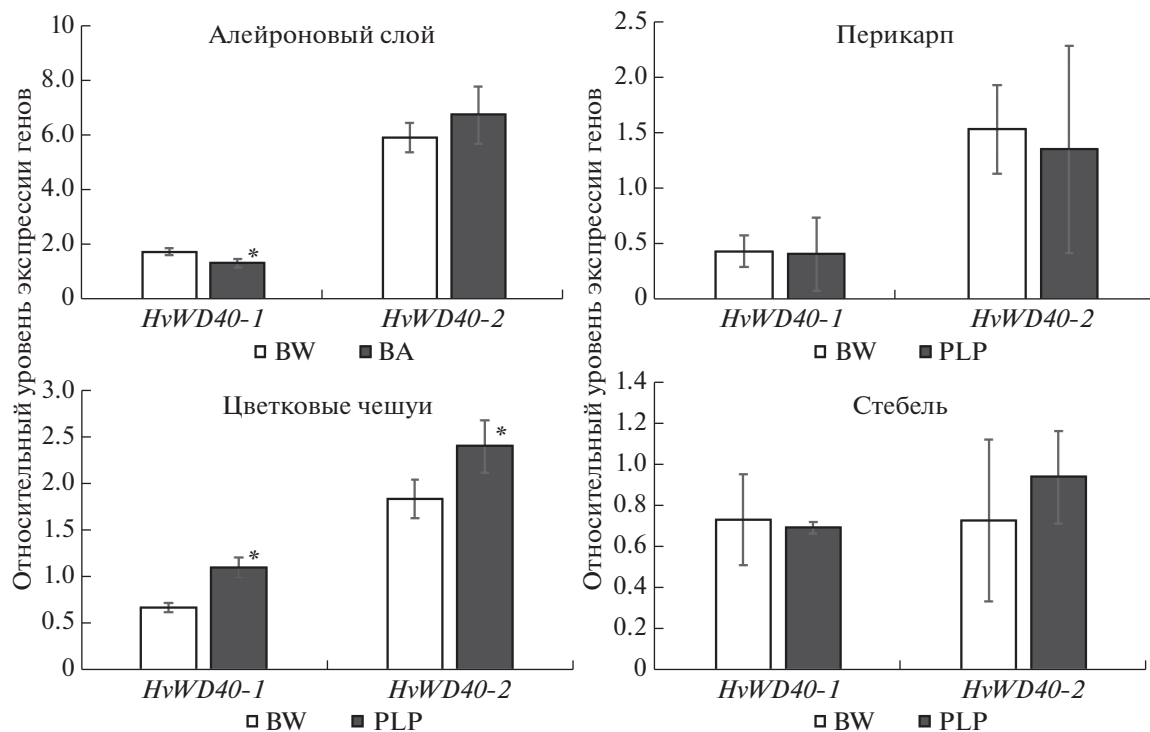 Относительный уровень экспрессии генов
Алейроновый слой
10
8.0
6.0
4.0
2.0
0
*
HvWD40-1
HvWD40-2
BW
BA
Относительный уровень экспрессии генов
Перикарп
2.5
2.0
1.5
1.0
0.5
0
HvWD40-1
HvWD40-2
BW
PLP
Цветковые чешуи
3.0
2.5
2.0
1.5
1.0
0.5
0
*
*
HvWD40-1
HvWD40-2
BW
PLP
Стебель
1.4
1.2
1.0
0.8
0.6
0.4
0.2
0
HvWD40-1
HvWD40-2
BW
PLP